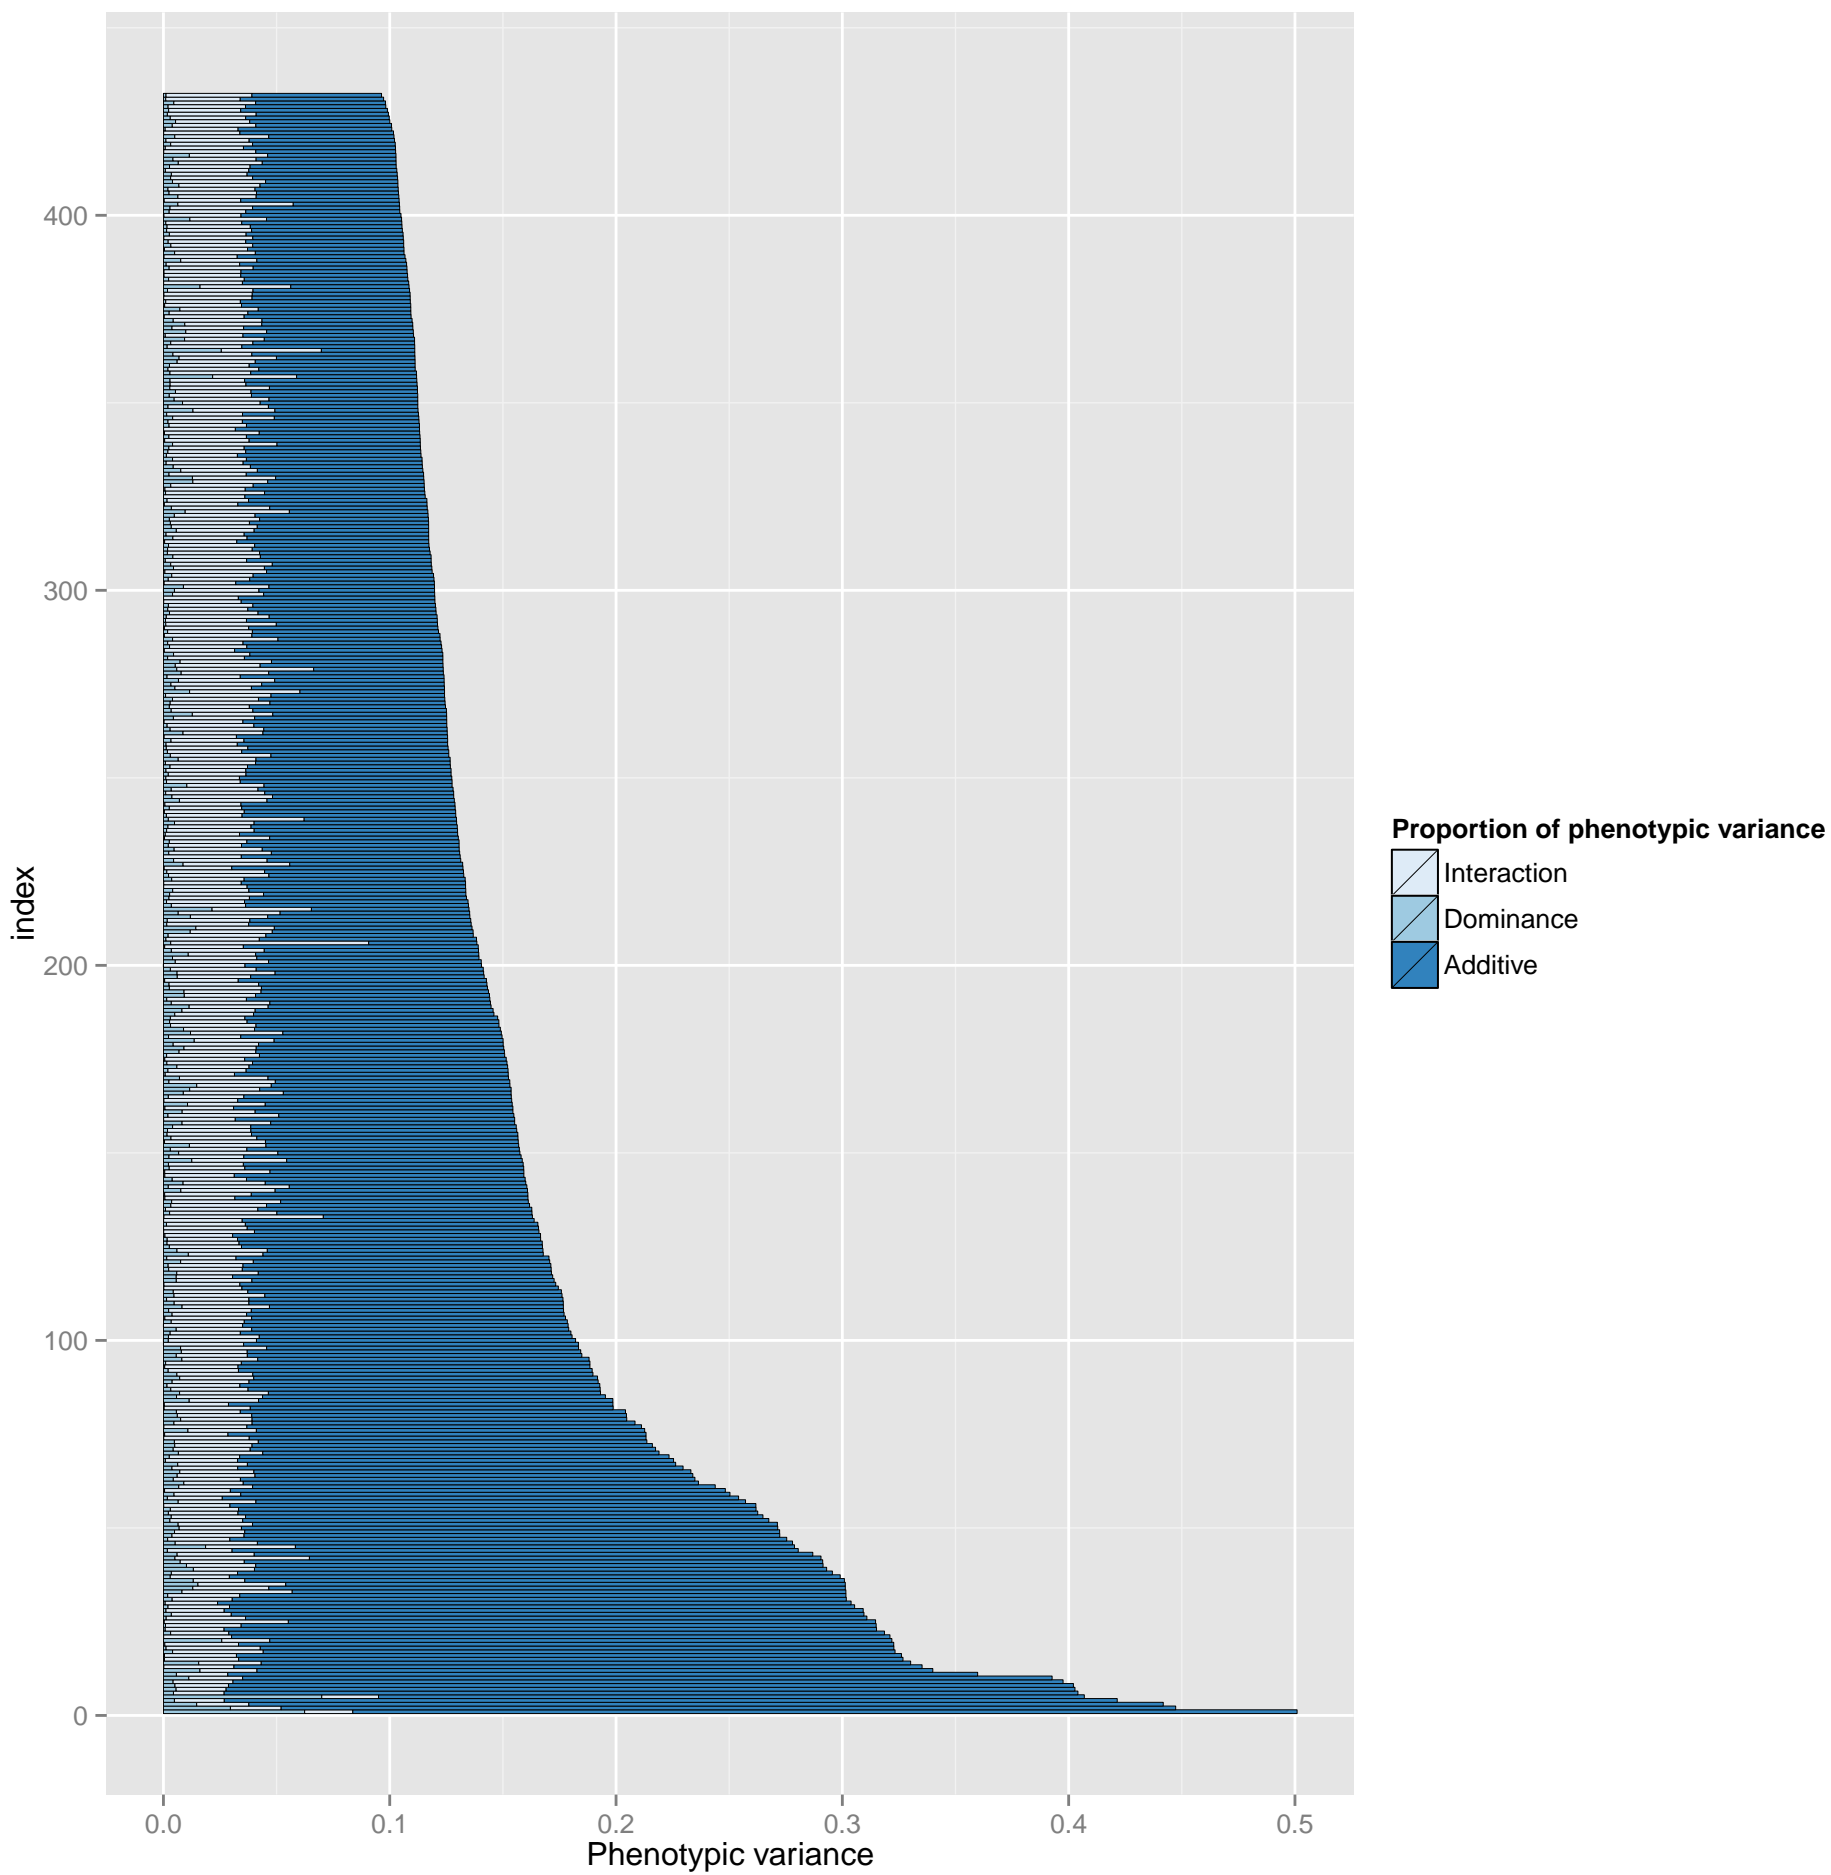 400
300
200
100
0
index
0.0 0.1 0.2 0.3 0.4 0.5
Phenotypic variance
Proportion of phenotypic variance
Interaction
Dominance
Additive